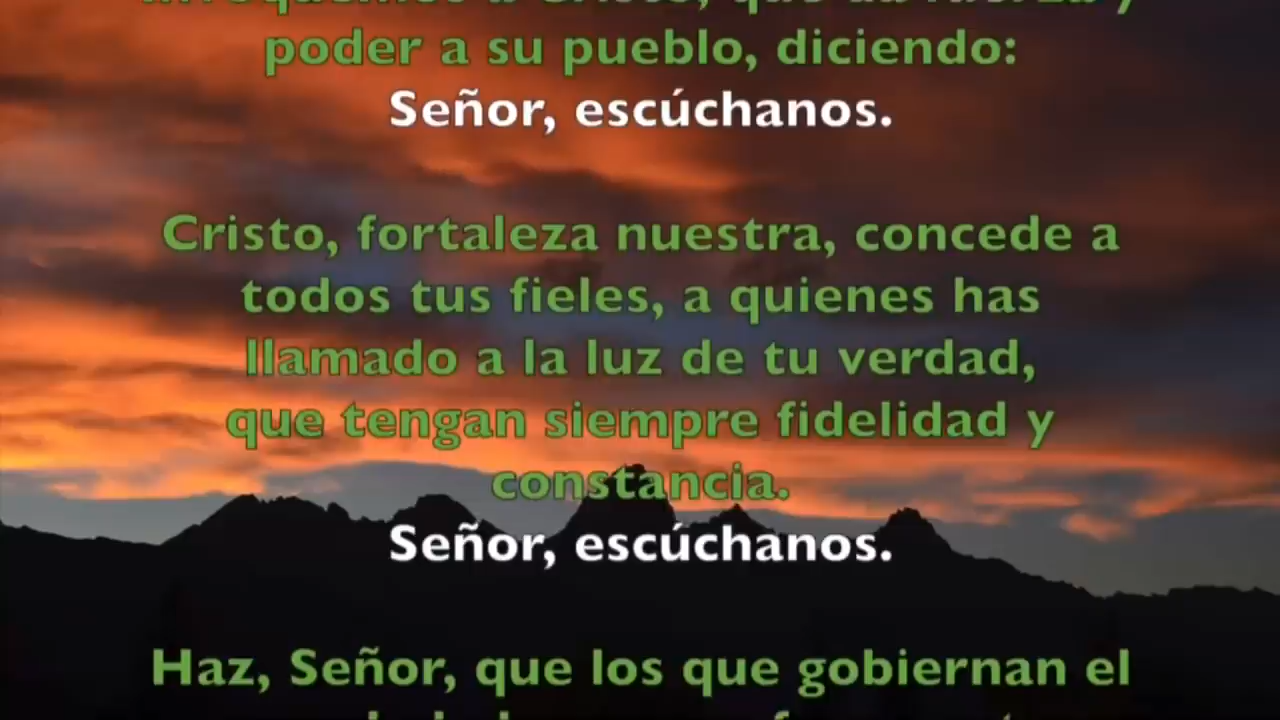 poder a su pueblo, diciendo:
Señor, escúchanos.
Cristo, fortaleza nuestra, concede a
todos tus fieles, a quienes has
llamado a la luz de tu verdad,
que tengan siempre fidelidad y
constancia.
Señor, escúchanos.
Haz, Señor, que los que gobiernan el